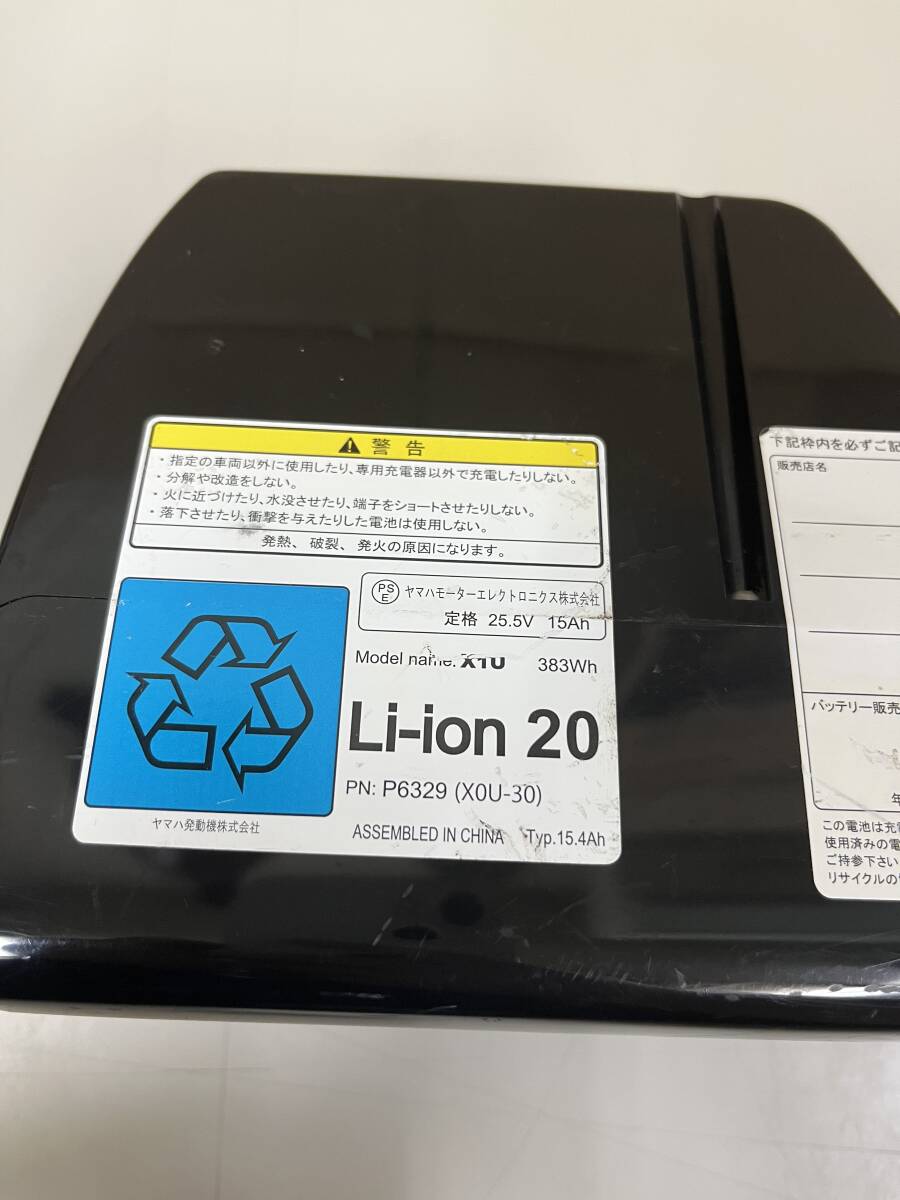 警告
・指定の車両以外に使用したり、専用充電器以外で充電したりしない。
・分解や改造をしない。
・火に近づけたり、水没させたり、端子をショートさせたりしない。
・落下させたり、衝撃を与えたりした電池は使用しない。
発熱、破裂、発火の原因になります。
PS
E
ヤマハモーターエレクトロニクス株式会社
定格 25.5V 15Ah
Model name: X1U 383Wh
Li-ion 20
PN: P6329 (X0U-30)
ASSEMBLED IN CHINA Typ.15.4Ah
ヤマハ発動機株式会社
下記枠内を必ずご記
販売店名
バッテリー販売
年
この電池は充
使用済みの電
ご持参下さい
リサイクルの